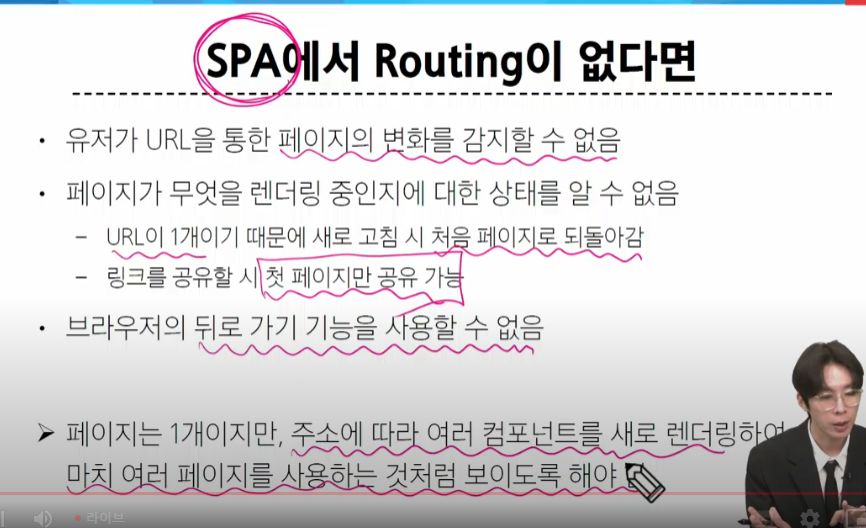 SPA에서 Routing이 없다면
• 유저가 URL을 통한 페이지의 변화를 감지할 수 없음
• 페이지가 무엇을 렌더링 중인지에 대한 상태를 알 수 없음
– URL이 1개이기 때문에 새로 고침 시 처음 페이지로 되돌아감
– 링크를 공유할 시 첫 페이지만 공유 가능
• 브라우저의 뒤로 가기 기능을 사용할 수 없음
➢ 페이지는 1개이지만, 주소에 따라 여러 컴포넌트를 새로 렌더링하여
마치 여러 페이지를 사용하는 것처럼 보이도록 해야
라이브